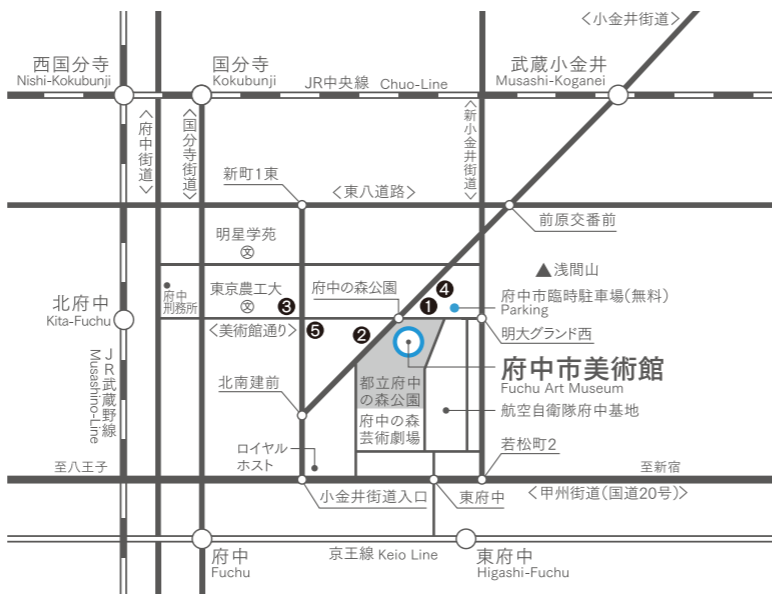 〈小金井街道〉
西国分寺
Nishi-Kokubunji
国分寺
Kokubunji
JR中央線 Chuo-Line
武蔵小金井
Musashi-Koganei
〈府中街道〉
〈国分寺街道〉
〈新小金井街道〉
新町1東
〈東八道路〉
前原交番前
明星学苑
文
浅間山
府中
刑務所
東京農工大
文
❸
府中の森公園
❹
❶
府中市臨時駐車場(無料)
Parking
北府中
Kita-Fuchu
〈美術館通り〉
❺
❷
明大グランド西
JR武蔵野線
Musashino-Line
府中市美術館
Fuchu Art Museum
都立府中
の森公園
北南建前
航空自衛隊府中基地
府中の森
芸術劇場
ロイヤル
ホスト
若松町2
至八王子
至新宿
小金井街道入口
東府中
〈甲州街道(国道20号)〉
府中
Fuchu
京王線 Keio Line
東府中
Higashi-Fuchu